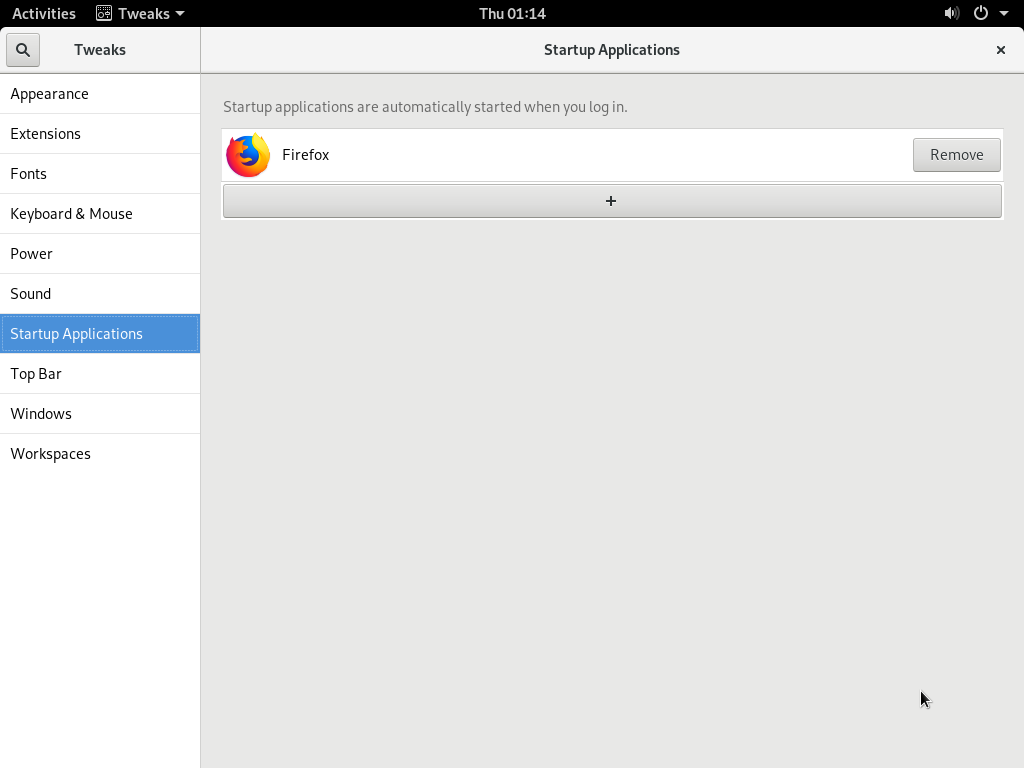 Activities Tweaks Thu 01:14
Tweaks Startup Applications
Appearance
Startup applications are automatically started when you log in.
Extensions
Firefox Remove
Fonts
+
Keyboard & Mouse
Power
Sound
Startup Applications
Top Bar
Windows
Workspaces